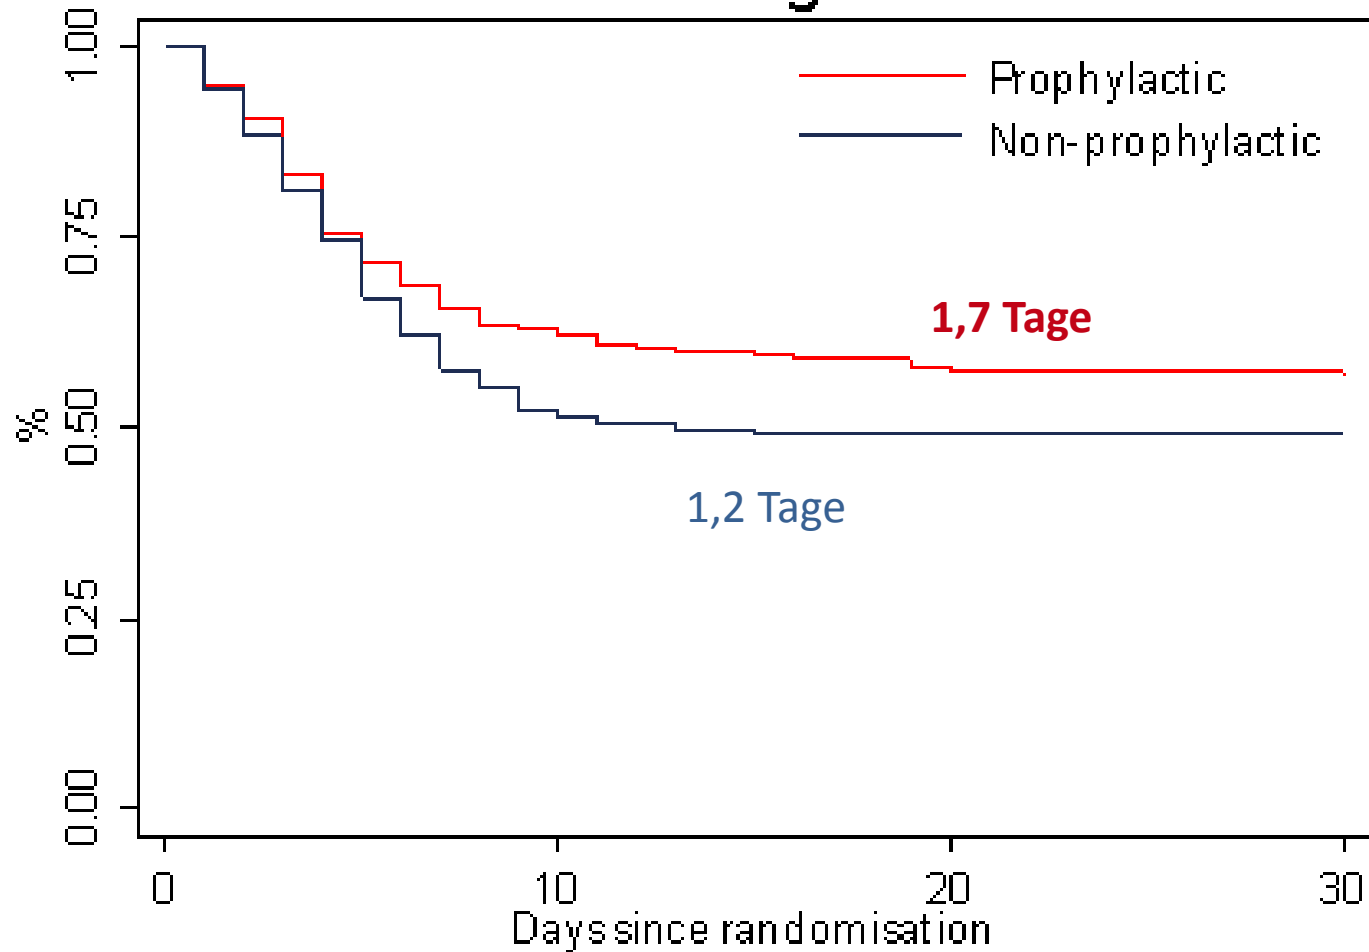 Prophylactic
Non-prophylactic
1.00
0.75
0.50
0.25
0.00
%
1,7 Tage
1,2 Tage
0
10
20
30
Days since randomisation